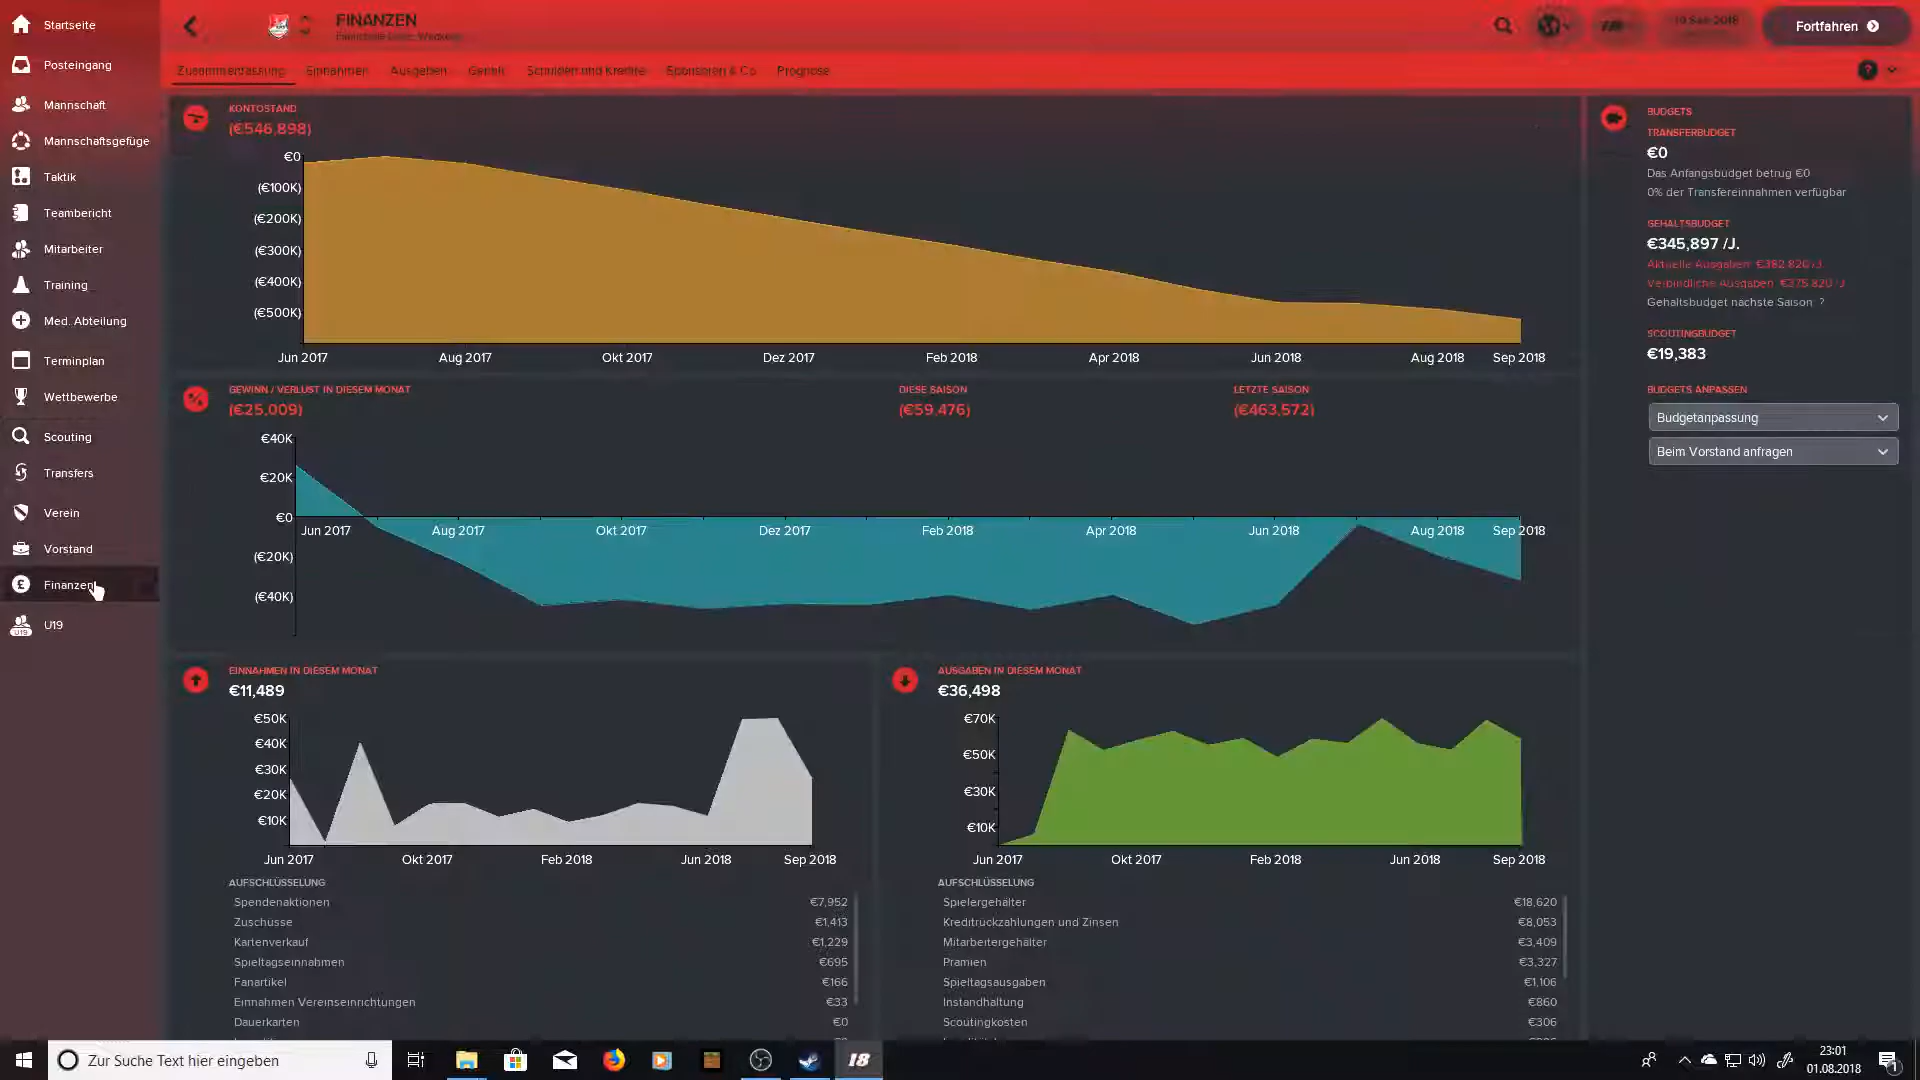 Startseite
Posteingang
Mannschaft
Mannschaftsgefüge
Taktik
Teambericht
Mitarbeiter
Training
Med. Abteilung
Terminplan
Wettbewerbe
Scouting
Transfers
Verein
Vorstand
Finanzen
U19
U19
FINANZEN
Sep 2018
Fortfahren
Zusammenfassung Einnahmen Ausgaben Gehalt Schulden und Kredite Sponsoren & Co. Prognose
KONTOSTAND
(€546,898)
€0
(€100K)
(€200K)
(€300K)
(€400K)
(€500K)
Jun 2017 Aug 2017 Okt 2017 Dez 2017 Feb 2018 Apr 2018 Jun 2018 Aug 2018 Sep 2018
GEWINN / VERLUST IN DIESEM MONAT
(€25,009)
DIESE SAISON
(€59,476)
LETZTE SAISON
(€463,572)
€40K
€20K
€0
(€20K)
(€40K)
Jun 2017 Aug 2017 Okt 2017 Dez 2017 Feb 2018 Apr 2018 Jun 2018 Aug 2018 Sep 2018
EINNAHMEN IN DIESEM MONAT
€11,489
€50K
€40K
€30K
€20K
€10K
Jun 2017 Okt 2017 Feb 2018 Jun 2018 Sep 2018
AUFSCHLÜSSELUNG
Spendenaktionen €7,952
Zuschüsse €1,413
Kartenverkauf €1,229
Spieltagseinnahmen €695
Fanartikel €166
Einnahmen Vereinseinrichtungen €33
Dauerkarten €0
AUSGABEN IN DIESEM MONAT
€36,498
€70K
€50K
€30K
€10K
Jun 2017 Okt 2017 Feb 2018 Jun 2018 Sep 2018
AUFSCHLÜSSELUNG
Spielergehälter €18,620
Kreditrückzahlungen und Zinsen €8,053
Mitarbeitergehälter €3,409
Prämien €3,327
Spieltagsausgaben €1,106
Instandhaltung €860
Scoutingkosten €306
BUDGETS
TRANSFERBUDGET
€0
Das Anfangsbudget betrug €0
0% der Transfereinnahmen verfügbar
GEHALTSBUDGET
€345,897 /J.
Aktuelle Ausgaben: €382,820 /J
Verbindliche Ausgaben: €375,820 /J
Gehaltsbudget nächste Saison: ?
SCOUTINGBUDGET
€19,383
BUDGETS ANPASSEN
Budgetanpassung
Beim Vorstand anfragen
Zur Suche Text hier eingeben
18
23:01
01.08.2018
1